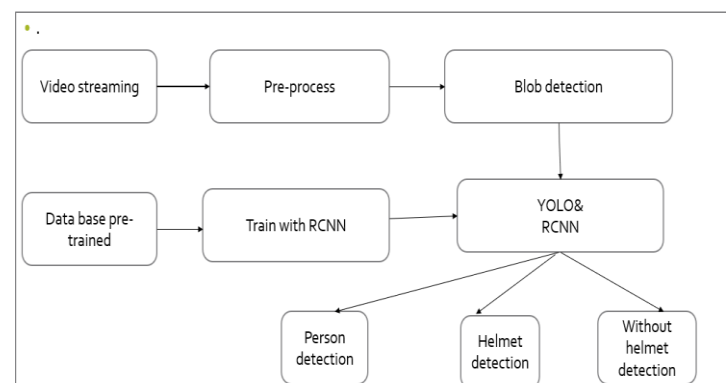 • .
Video streaming
Pre-process
Blob detection
Data base pre-
trained
Train with RCNN
YOLO&
RCNN
Person
detection
Helmet
detection
Without
helmet
detection